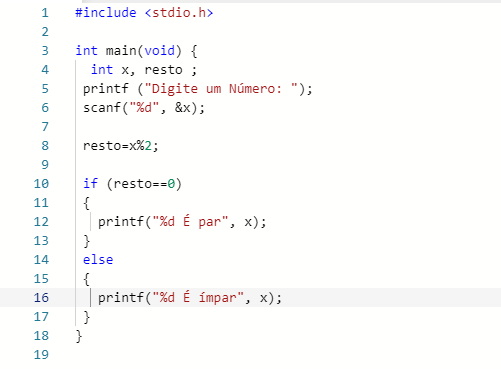 1 #include <stdio.h>
2
3 int main(void) {
4   int x, resto ;
5  printf ("Digite um Número: ");
6  scanf("%d", &x);
7
8  resto=x%2;
9
10  if (resto==0)
11  {
12    printf("%d É par", x);
13  }
14  else
15  {
16    printf("%d É ímpar", x);
17  }
18 }
19